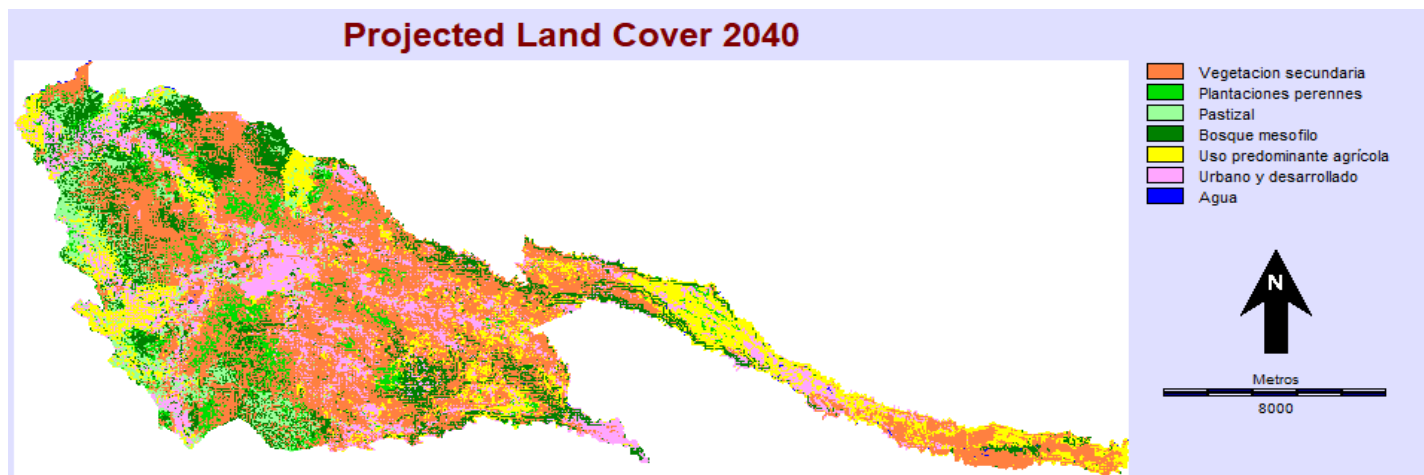 Projected Land Cover 2040
Vegetacion secundaria
Plantaciones perennes
Pastizal
Bosque mesofilo
Uso predominante agrícola
Urbano y desarrollado
Agua
N
Metros
8000